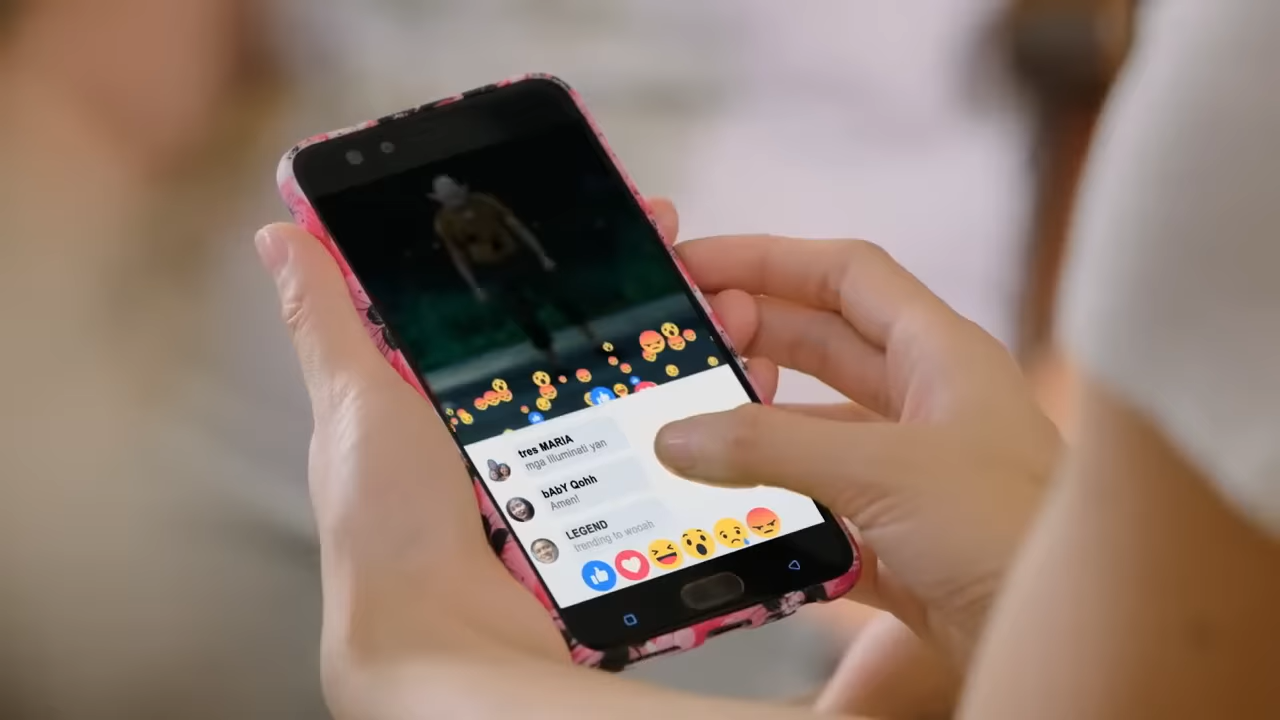 tres MARIA
mga Illuminati yan
bAbY Qohh
Amen!
LEGEND
trending to wooah